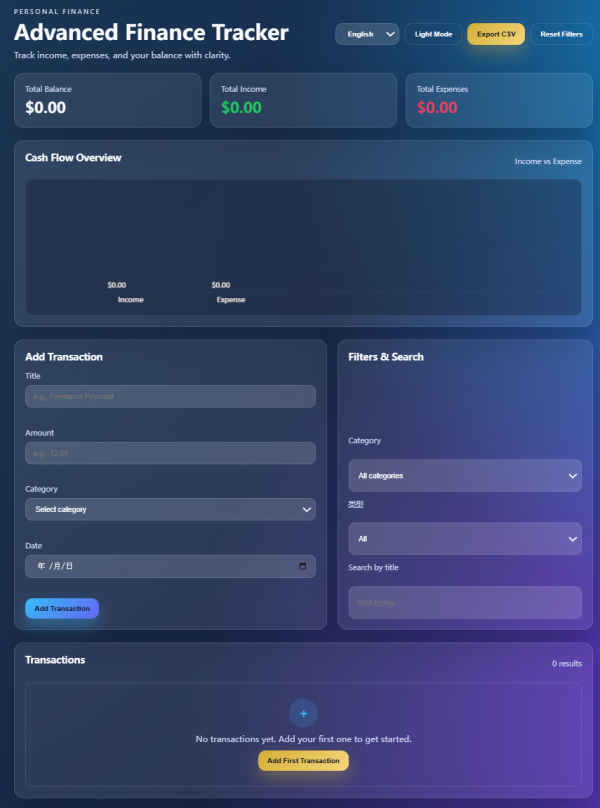 PERSONAL FINANCE
Advanced Finance Tracker
Track income, expenses, and your balance with clarity.
English
Light Mode
Export CSV
Reset Filters
Total Balance
$0.00
Total Income
$0.00
Total Expenses
$0.00
Cash Flow Overview
Income vs Expense
$0.00
$0.00
Income
Expense
Add Transaction
Title
e.g., Freelance Payment
Amount
e.g., 12.00
Category
Select category
Date
年 /月/日
Add Transaction
Filters & Search
Category
All categories
类型
All
Search by title
Start typing...
Transactions
0 results
+
No transactions yet. Add your first one to get started.
Add First Transaction